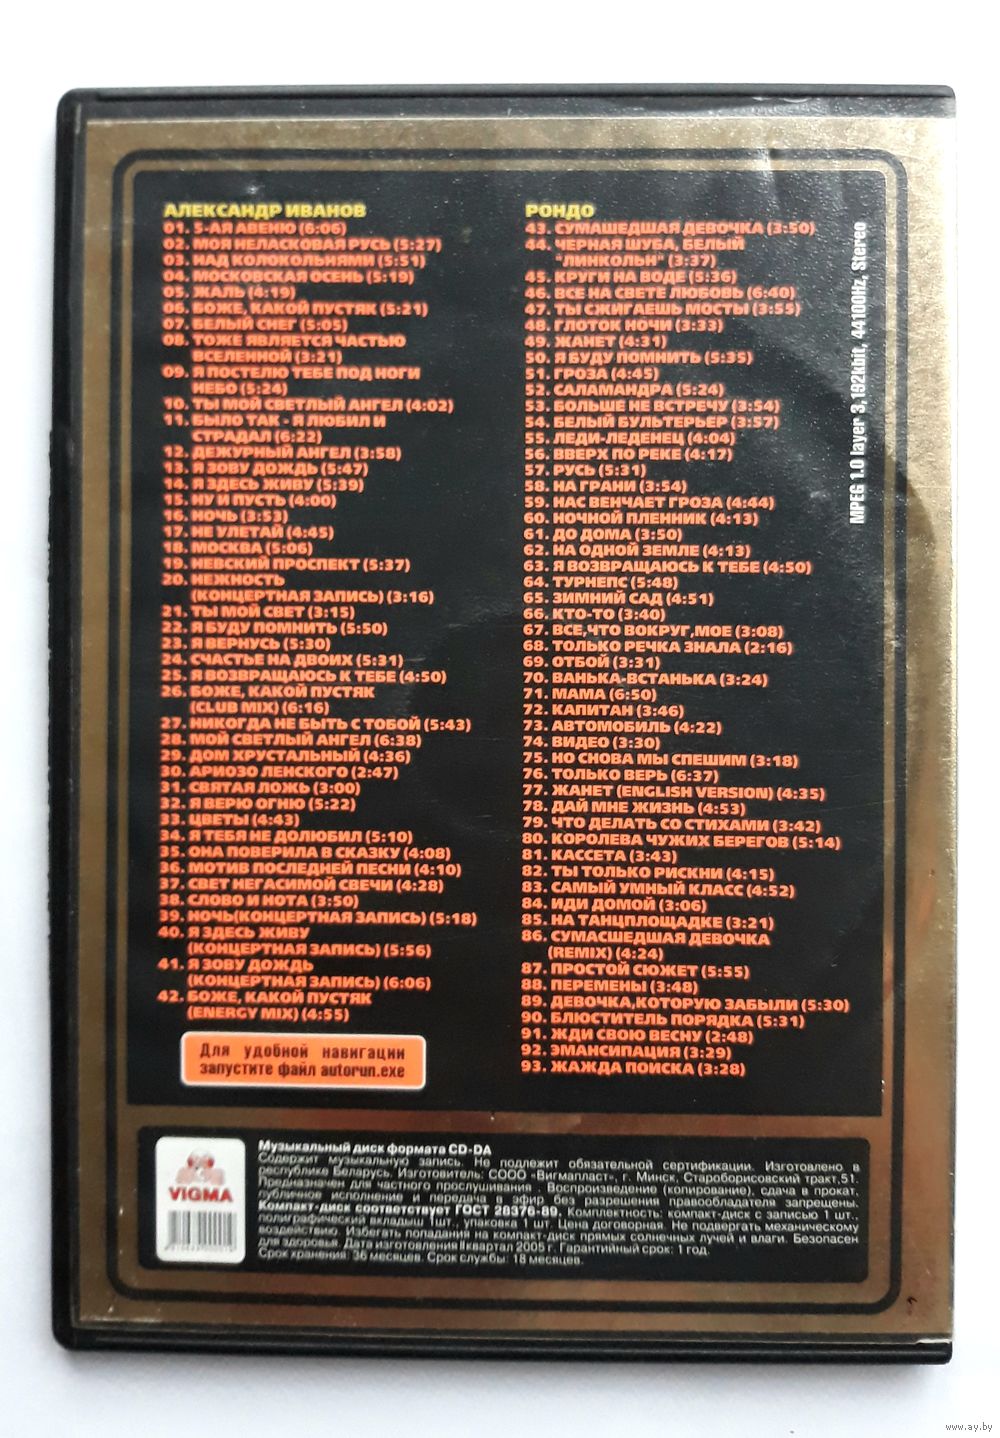 АЛЕКСАНДР ИВАНОВ
01. 5-АЯ АВЕНЮ (6:06)
02. МОЯ НЕЛАСКОВАЯ РУСЬ (5:27)
03. НАД КОЛОКОЛЬНЯМИ (5:51)
04. МОСКОВСКАЯ ОСЕНЬ (5:19)
05. ЖАЛЬ (4:19)
06. БОЖЕ, КАКОЙ ПУСТЯК (5:21)
07. БЕЛЫЙ СНЕГ (5:05)
08. ТОЖЕ ЯВЛЯЕТСЯ ЧАСТЬЮ
ВСЕЛЕННОЙ (3:21)
09. Я ПОСТЕЛЮ ТЕБЕ ПОД НОГИ
НЕБО (5:24)
10. ТЫ МОЙ СВЕТЛЫЙ АНГЕЛ (4:02)
11. БЫЛО ТАК - Я ЛЮБИЛ И
СТРАДАЛ (6:22)
12. ДЕЖУРНЫЙ АНГЕЛ (3:58)
13. Я ЗОВУ ДОЖДЬ (5:47)
14. Я ЗДЕСЬ ЖИВУ (5:39)
15. НУ И ПУСТЬ (4:00)
16. НОЧЬ (3:53)
17. НЕ УЛЕТАЙ (4:45)
18. МОСКВА (5:06)
19. НЕВСКИЙ ПРОСПЕКТ (5:37)
20. НЕЖНОСТЬ
(КОНЦЕРТНАЯ ЗАПИСЬ) (3:16)
21. ТЫ МОЙ СВЕТ (3:15)
22. Я БУДУ ПОМНИТЬ (5:50)
23. Я ВЕРНУСЬ (5:30)
24. СЧАСТЬЕ НА ДВОИХ (5:31)
25. Я ВОЗВРАЩАЮСЬ К ТЕБЕ (4:50)
26. БОЖЕ, КАКОЙ ПУСТЯК
(CLUB MIX) (6:16)
27. НИКОГДА НЕ БЫТЬ С ТОБОЙ (5:43)
28. МОЙ СВЕТЛЫЙ АНГЕЛ (6:38)
29. ДОМ ХРУСТАЛЬНЫЙ (4:36)
30. АРИОЗО ЛЕНСКОГО (2:47)
31. СВЯТАЯ ЛОЖЬ (3:00)
32. Я ВЕРЮ ОГНЮ (5:22)
33. ЦВЕТЫ (4:43)
34. Я ТЕБЯ НЕ ДОЛЮБИЛ (5:10)
35. ОНА ПОВЕРИЛА В СКАЗКУ (4:08)
36. МОТИВ ПОСЛЕДНЕЙ ПЕСНИ (4:10)
37. СВЕТ НЕГАСИМОЙ СВЕЧИ (4:28)
38. СЛОВО И НОТА (3:50)
39. НОЧЬ(КОНЦЕРТНАЯ ЗАПИСЬ) (5:18)
40. Я ЗДЕСЬ ЖИВУ
(КОНЦЕРТНАЯ ЗАПИСЬ) (5:56)
41. Я ЗОВУ ДОЖДЬ
(КОНЦЕРТНАЯ ЗАПИСЬ) (6:06)
42. БОЖЕ, КАКОЙ ПУСТЯК
(ENERGY MIX) (4:55)
Для удобной навигации
запустите файл autorun.exe
РОНДО
43. СУМАШЕДШАЯ ДЕВОЧКА (3:50)
44. ЧЕРНАЯ ШУБА, БЕЛЫЙ
"ЛИНКОЛЬН" (3:37)
45. КРУГИ НА ВОДЕ (5:36)
46. ВСЕ НА СВЕТЕ ЛЮБОВЬ (6:40)
47. ТЫ СЖИГАЕШЬ МОСТЫ (3:55)
48. ГЛОТОК НОЧИ (3:33)
49. ЖАНЕТ (4:31)
50. Я БУДУ ПОМНИТЬ (5:35)
51. ГРОЗА (4:45)
52. САЛАМАНДРА (5:24)
53. БОЛЬШЕ НЕ ВСТРЕЧУ (3:54)
54. БЕЛЫЙ БУЛЬТЕРЬЕР (3:57)
55. ЛЕДИ-ЛЕДЕНЕЦ (4:04)
56. ВВЕРХ ПО РЕКЕ (4:17)
57. РУСЬ (5:31)
58. НА ГРАНИ (3:54)
59. НАС ВЕНЧАЕТ ГРОЗА (4:44)
60. НОЧНОЙ ПЛЕННИК (4:13)
61. ДО ДОМА (3:50)
62. НА ОДНОЙ ЗЕМЛЕ (4:13)
63. Я ВОЗВРАЩАЮСЬ К ТЕБЕ (4:50)
64. ТУРНЕПС (5:48)
65. ЗИМНИЙ САД (4:51)
66. КТО-ТО (3:40)
67. ВСЕ,ЧТО ВОКРУГ,МОЕ (3:08)
68. ТОЛЬКО РЕЧКА ЗНАЛА (2:16)
69. ОТБОЙ (3:31)
70. ВАНЬКА-ВСТАНЬКА (3:24)
71. МАМА (6:50)
72. КАПИТАН (3:46)
73. АВТОМОБИЛЬ (4:22)
74. ВИДЕО (3:30)
75. НО СНОВА МЫ СПЕШИМ (3:18)
76. ТОЛЬКО ВЕРЬ (6:37)
77. ЖАНЕТ (ENGLISH VERSION) (4:35)
78. ДАЙ МНЕ ЖИЗНЬ (4:53)
79. ЧТО ДЕЛАТЬ СО СТИХАМИ (3:42)
80. КОРОЛЕВА ЧУЖИХ БЕРЕГОВ (5:14)
81. КАССЕТА (3:43)
82. ТЫ ТОЛЬКО РИСКНИ (4:15)
83. САМЫЙ УМНЫЙ КЛАСС (4:52)
84. ИДИ ДОМОЙ (3:06)
85. НА ТАНЦПЛОЩАДКЕ (3:21)
86. СУМАСШЕДШАЯ ДЕВОЧКА
(REMIX) (4:24)
87. ПРОСТОЙ СЮЖЕТ (5:55)
88. ПЕРЕМЕНЫ (3:48)
89. ДЕВОЧКА,КОТОРУЮ ЗАБЫЛИ (5:30)
90. БЛЮСТИТЕЛЬ ПОРЯДКА (5:31)
91. ЖДИ СВОЮ ВЕСНУ (2:48)
92. ЭМАНСИПАЦИЯ (3:29)
93. ЖАЖДА ПОИСКА (3:28)
MPEG 1.0 layer 3,192kbit, 44100Hz, Stereo
VIGMA
Музыкальный диск формата CD-DA
Содержит музыкальную запись. Не подлежит обязательной сертификации. Изготовлено в
республике Беларусь. Изготовитель: СООО «Вигмапласт», г. Минск, Староборисовский тракт,51.
Предназначен для частного прослушивания . Воспроизведение (копирование), сдача в прокат,
публичное исполнение и передача в эфир без разрешения правообладателя запрещены.
Компакт-диск соответствует ГОСТ 28376-89. Комплектность: компакт-диск с записью 1 шт.,
полиграфический вкладыш 1шт., упаковка 1 шт. Цена договорная. Не подвергать механическому
воздействию. Избегать попадания на компакт-диск прямых солнечных лучей и влаги. Безопасен
для здоровья. Дата изготовления II квартал 2005 г. Гарантийный срок: 1 год.
Срок хранения: 36 месяцев. Срок службы: 18 месяцев.
www.ay.by